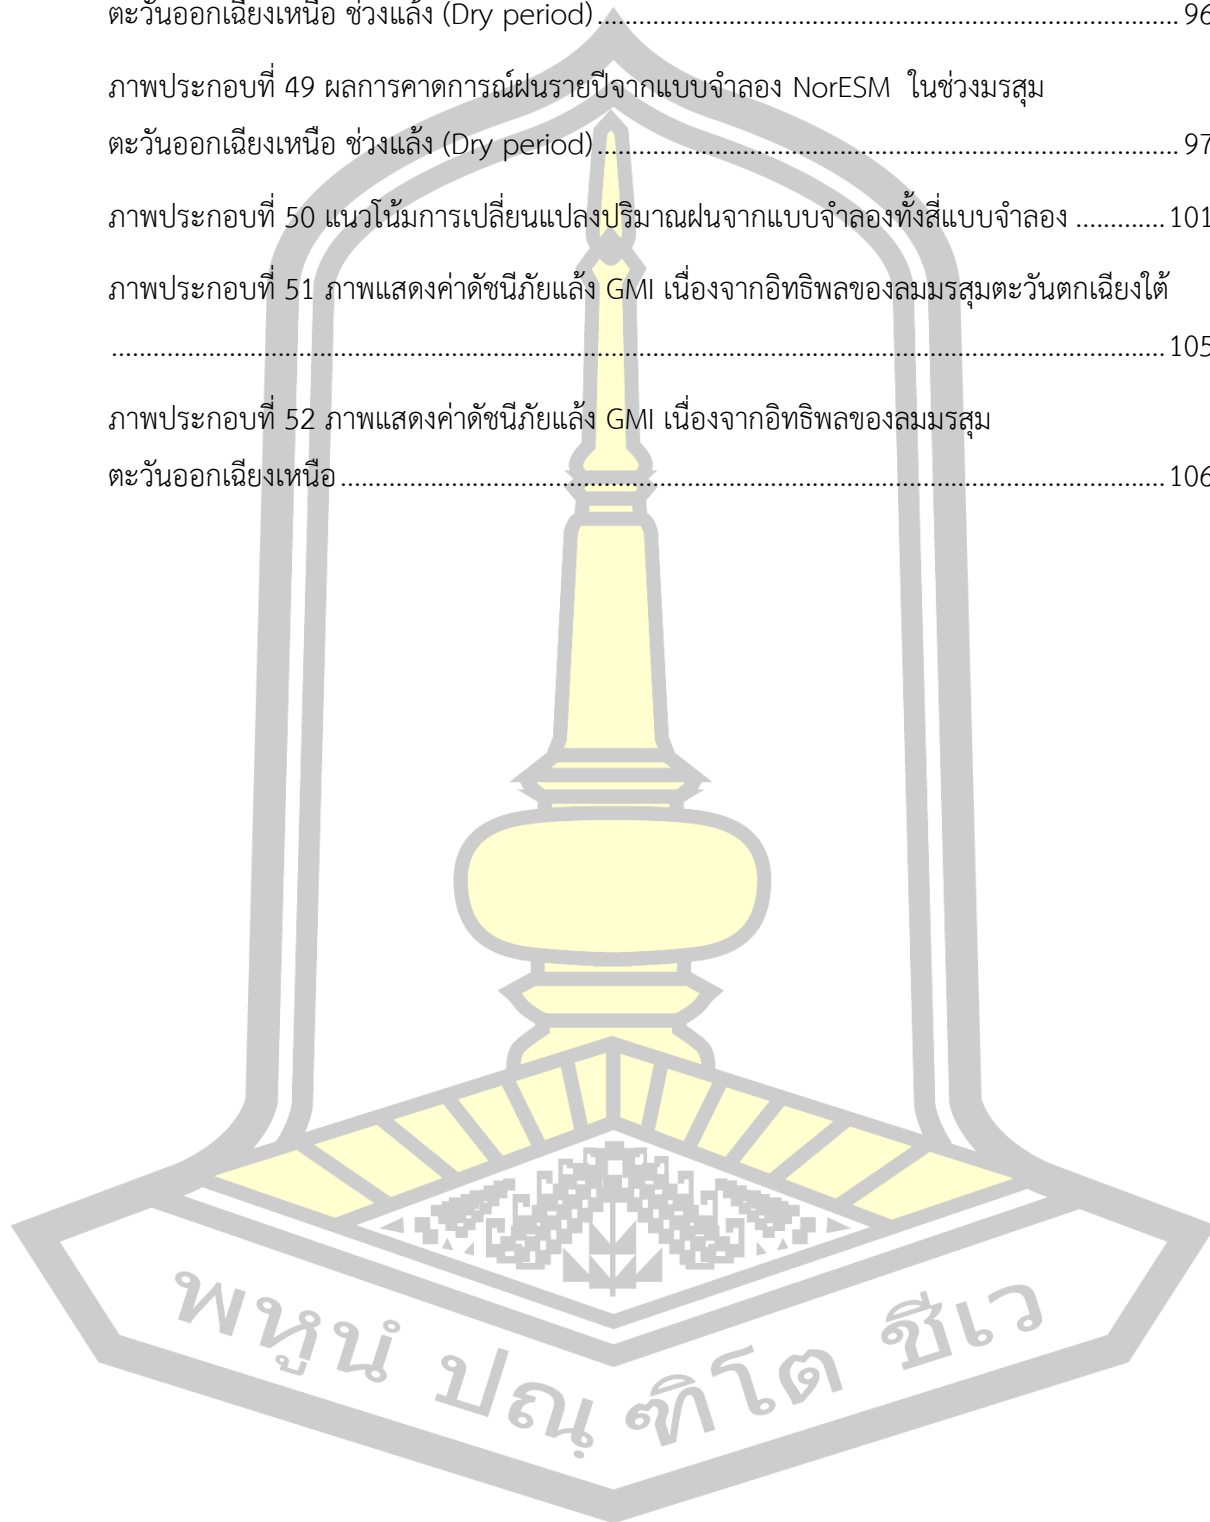 ตะวันออกเฉียงเหนือ ช่วงแล้ง (Dry period) 96
ภาพประกอบที่ 49 ผลการคาดการณ์ฝนรายปีจากแบบจำลอง NorESM ในช่วงมรสุม
ตะวันออกเฉียงเหนือ ช่วงแล้ง (Dry period) 97
ภาพประกอบที่ 50 แนวโน้มการเปลี่ยนแปลงปริมาณฝนจากแบบจำลองทั้งสี่แบบจำลอง 101
ภาพประกอบที่ 51 ภาพแสดงค่าดัชนีภัยแล้ง GMI เนื่องจากอิทธิพลของลมมรสุมตะวันตกเฉียงใต้
105
ภาพประกอบที่ 52 ภาพแสดงค่าดัชนีภัยแล้ง GMI เนื่องจากอิทธิพลของลมมรสุม
ตะวันออกเฉียงเหนือ 106
พหูนํ ปณฺฑิโต ชีเว